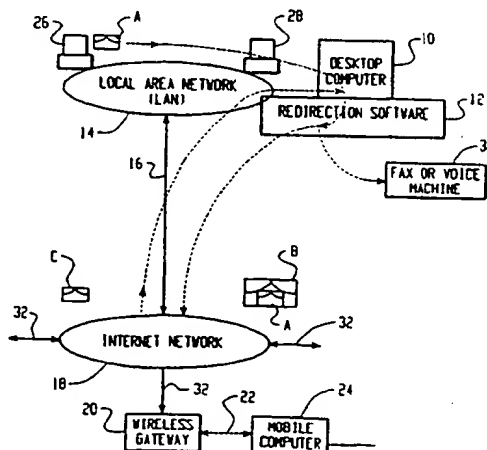 26
A
28
10
DESKTOP
COMPUTER
LOCAL AREA NETWORK
(LAN)
REDIRECTION SOFTWARE
12
14
3
16
FAX OR VOICE
MACHINE
C
B
A
32
32
INTERNET NETWORK
18
32
24
20
22
WIRELESS
GATEWAY
MOBILE
COMPUTER